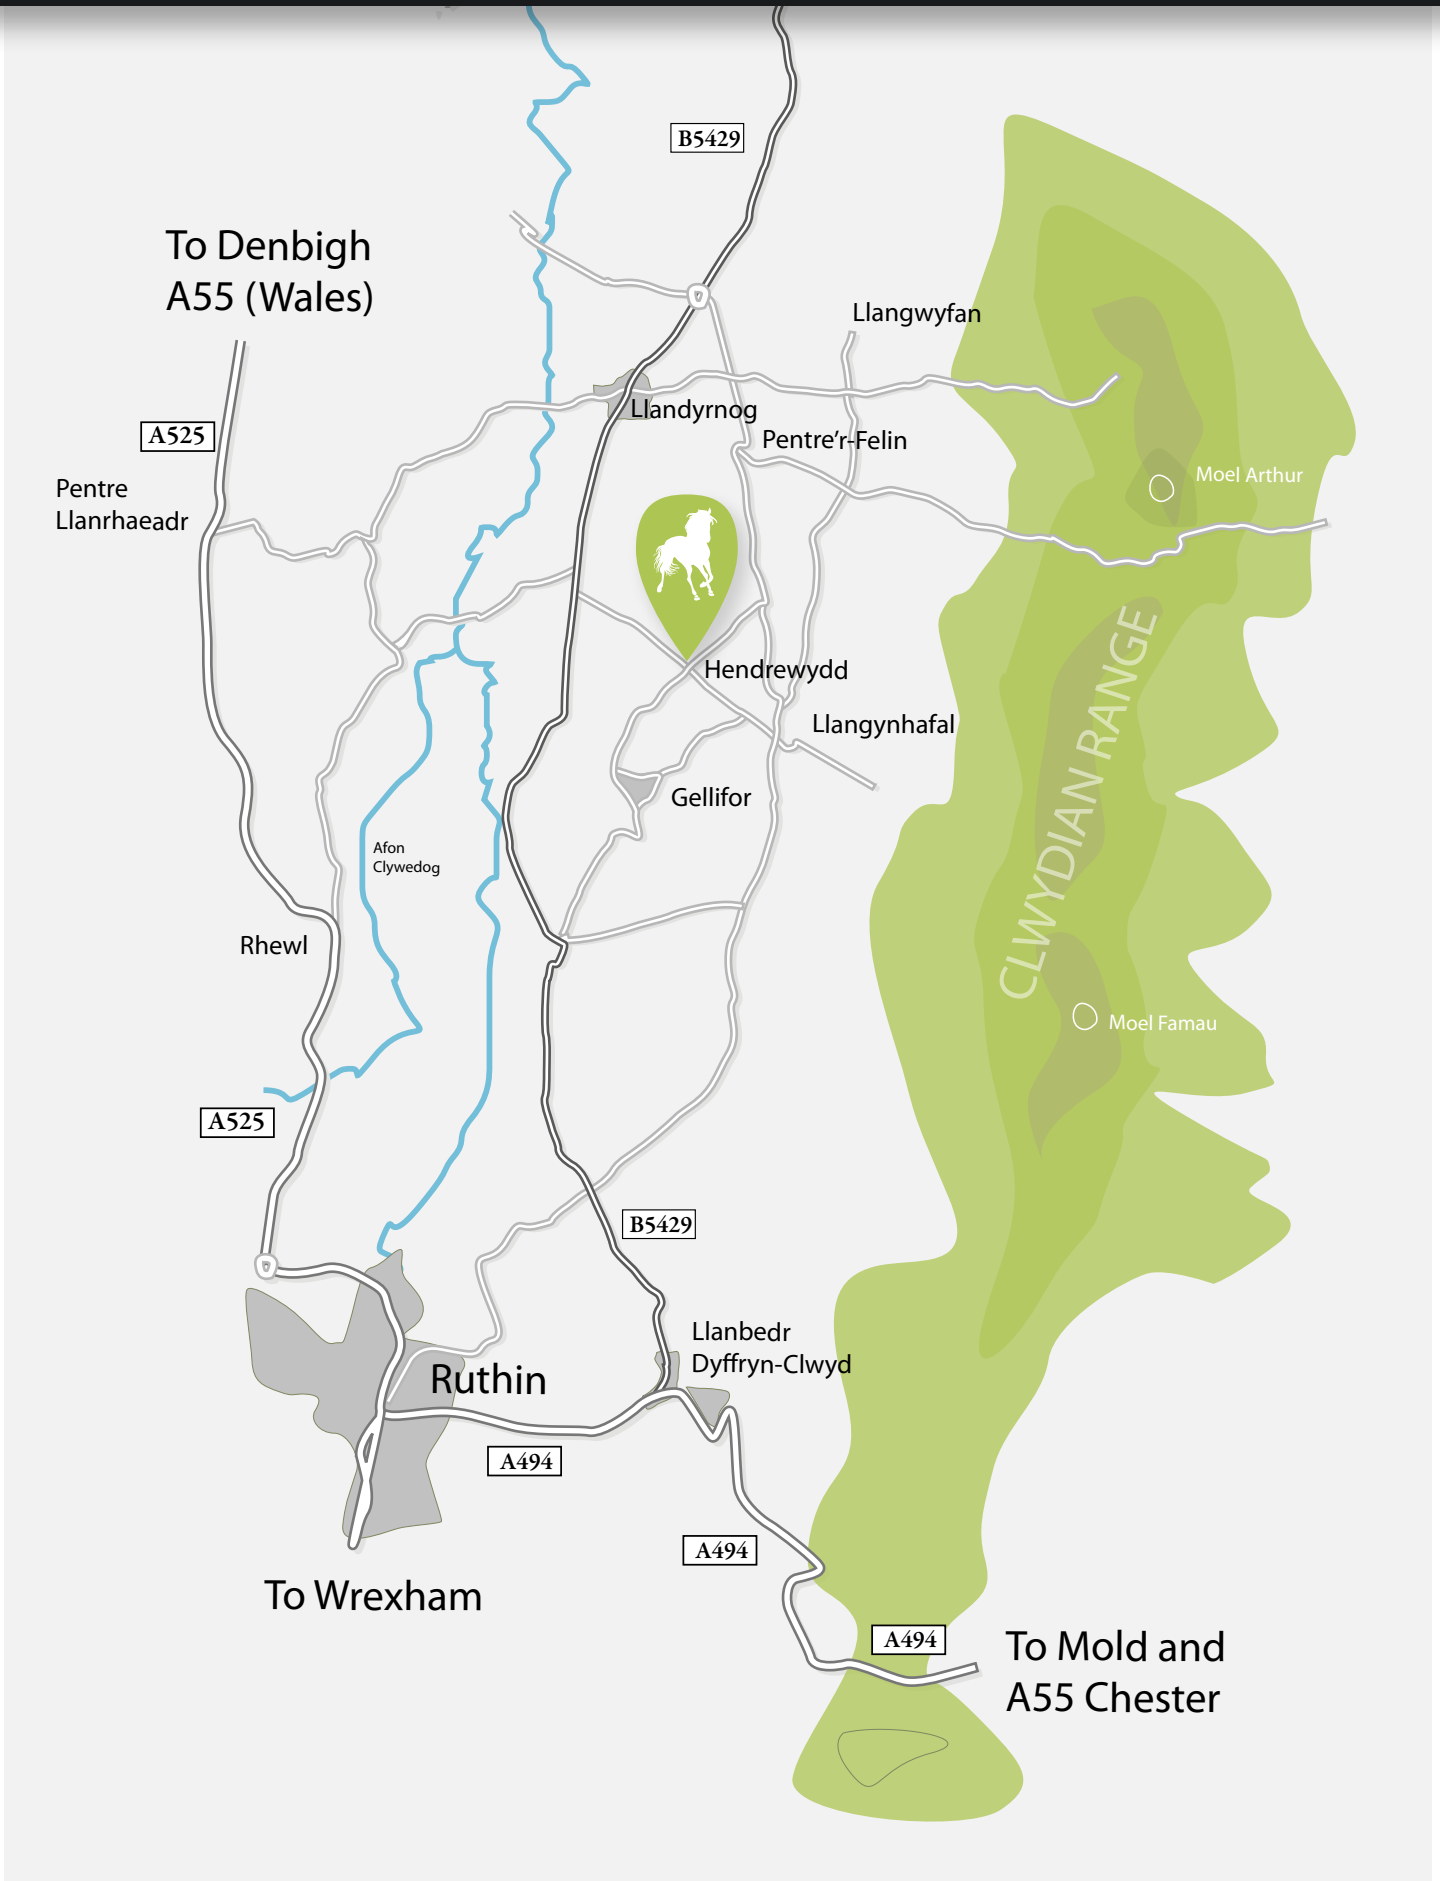 B5429
To Denbigh
A55 (Wales)
Llangwyfan
Llandyrnog
A525
Pentre'r-Felin
Moel Arthur
Pentre
Llanrhaeadr
CLWYDIAN RANGE
Hendrewydd
Llangynhafal
Gellifor
Afon
Clywedog
Rhewl
Moel Famau
A525
B5429
Llanbedr
Dyffryn-Clwyd
Ruthin
A494
A494
To Wrexham
A494
To Mold and
A55 Chester